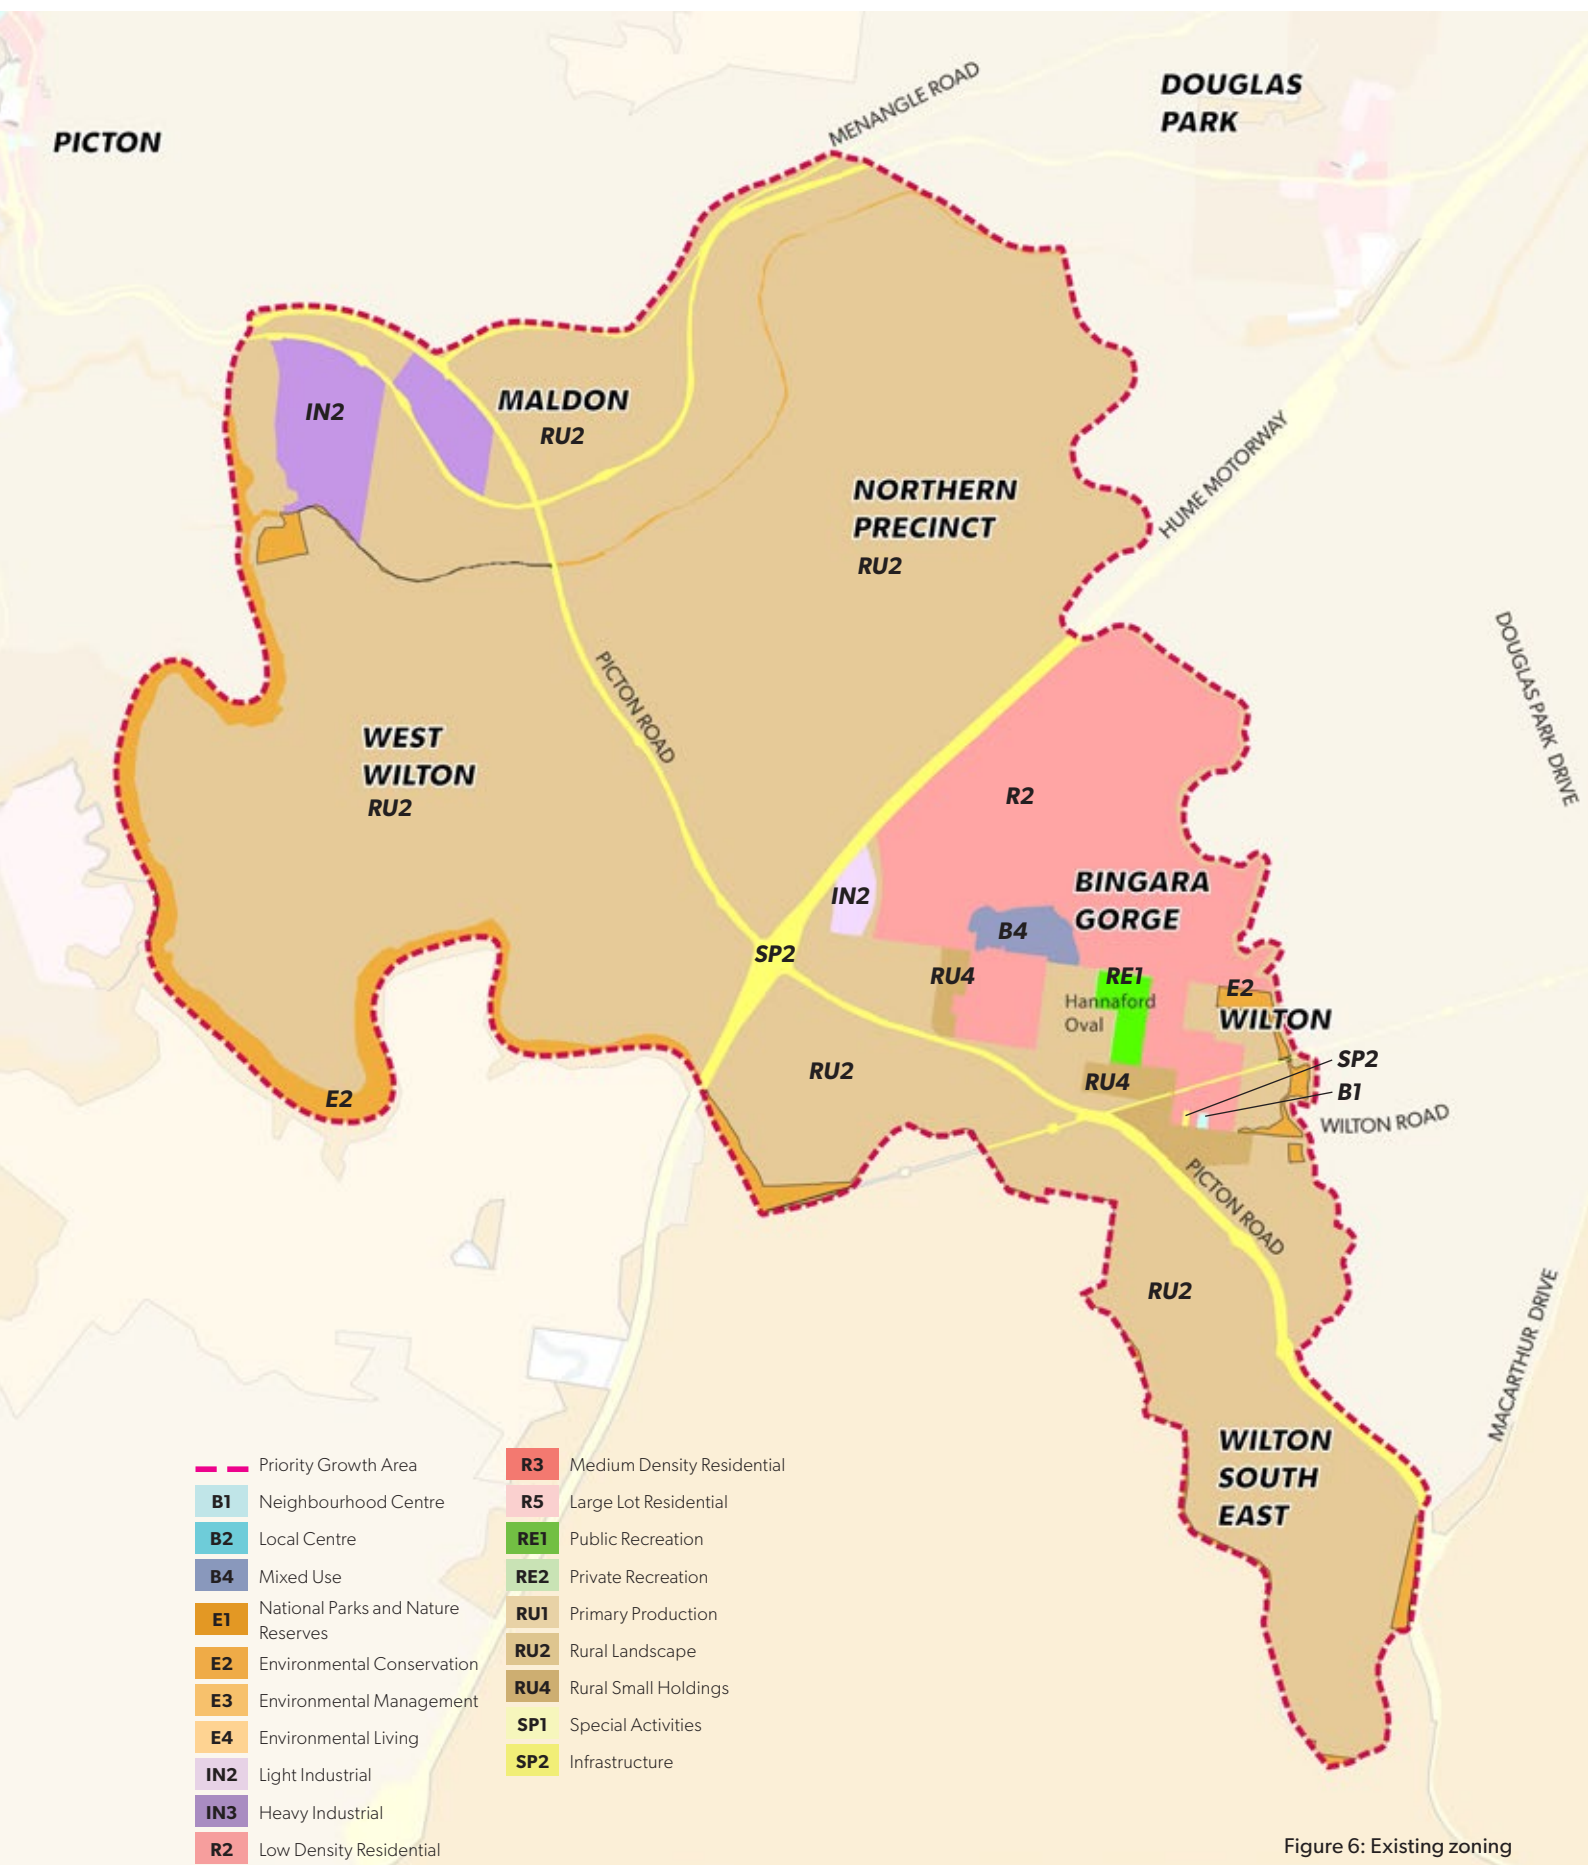 MENANGLE ROAD
DOUGLAS
PARK
PICTON
IN2
MALDON
RU2
NORTHERN
PRECINCT
RU2
HUME MOTORWAY
DOUGLAS PARK DRIVE
PICTON ROAD
WEST
WILTON
RU2
R2
BINGARA
GORGE
IN2
B4
SP2
RU4
RE1
Hannaford
Oval
E2
WILTON
SP2
B1
WILTON ROAD
RU4
RU2
E2
PICTON ROAD
RU2
MACARTHUR DRIVE
WILTON
SOUTH
EAST
Priority Growth Area
B1 Neighbourhood Centre
B2 Local Centre
B4 Mixed Use
E1 National Parks and Nature
Reserves
E2 Environmental Conservation
E3 Environmental Management
E4 Environmental Living
IN2 Light Industrial
IN3 Heavy Industrial
R2 Low Density Residential
R3 Medium Density Residential
R5 Large Lot Residential
RE1 Public Recreation
RE2 Private Recreation
RU1 Primary Production
RU2 Rural Landscape
RU4 Rural Small Holdings
SP1 Special Activities
SP2 Infrastructure
Figure 6: Existing zoning